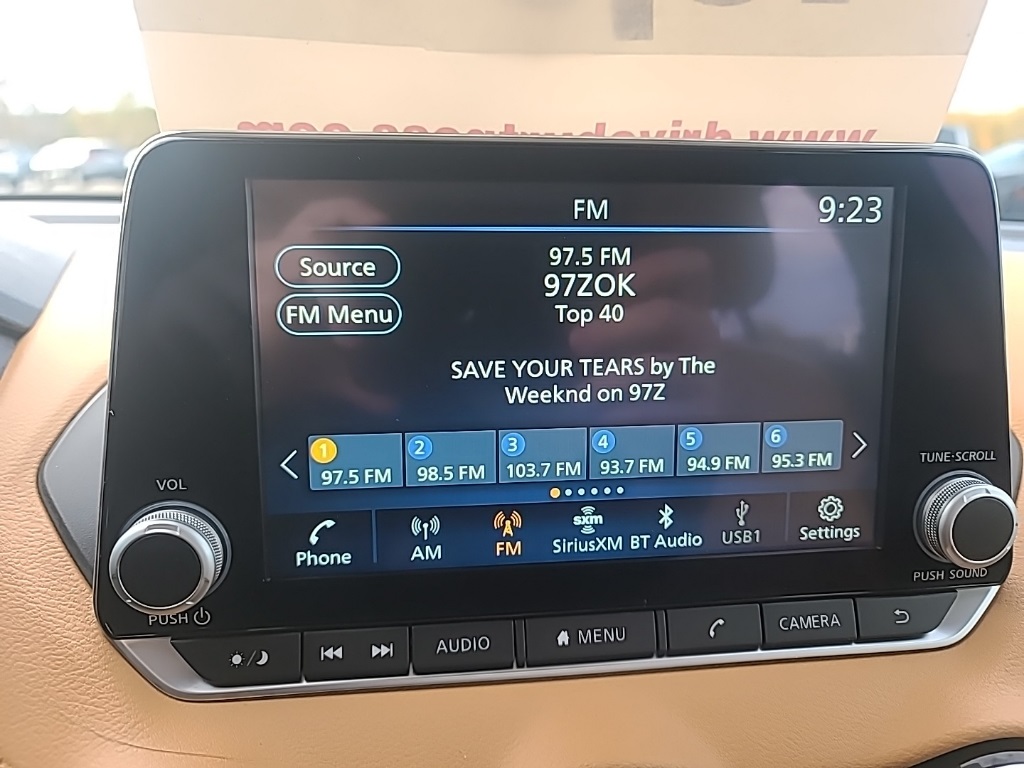 www.drivebuytgoss.com
FM
9:23
Source
97.5 FM
97ZOK
FM Menu
Top 40
SAVE YOUR TEARS by The
Weeknd on 97Z
1 2 3 4 5 6
97.5 FM 98.5 FM 103.7 FM 93.7 FM 94.9 FM 95.3 FM
VOL
TUNE·SCROLL
Phone
AM
FM
sxm
SiriusXM
BT Audio
USB1
Settings
PUSH
PUSH SOUND
AUDIO
MENU
CAMERA